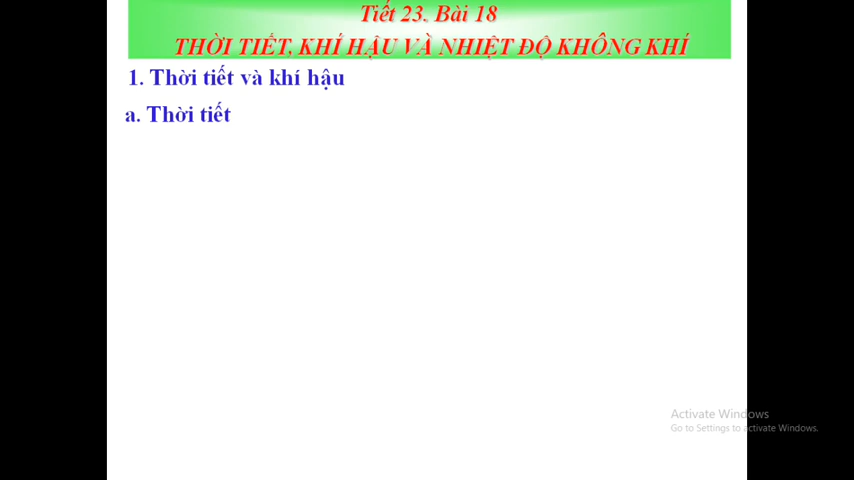 Tiết 23. Bài 18
THỜI TIẾT, KHÍ HẬU VÀ NHIỆT ĐỘ KHÔNG KHÍ
1. Thời tiết và khí hậu
a. Thời tiết
Activate Windows
Go to Settings to activate Windows.